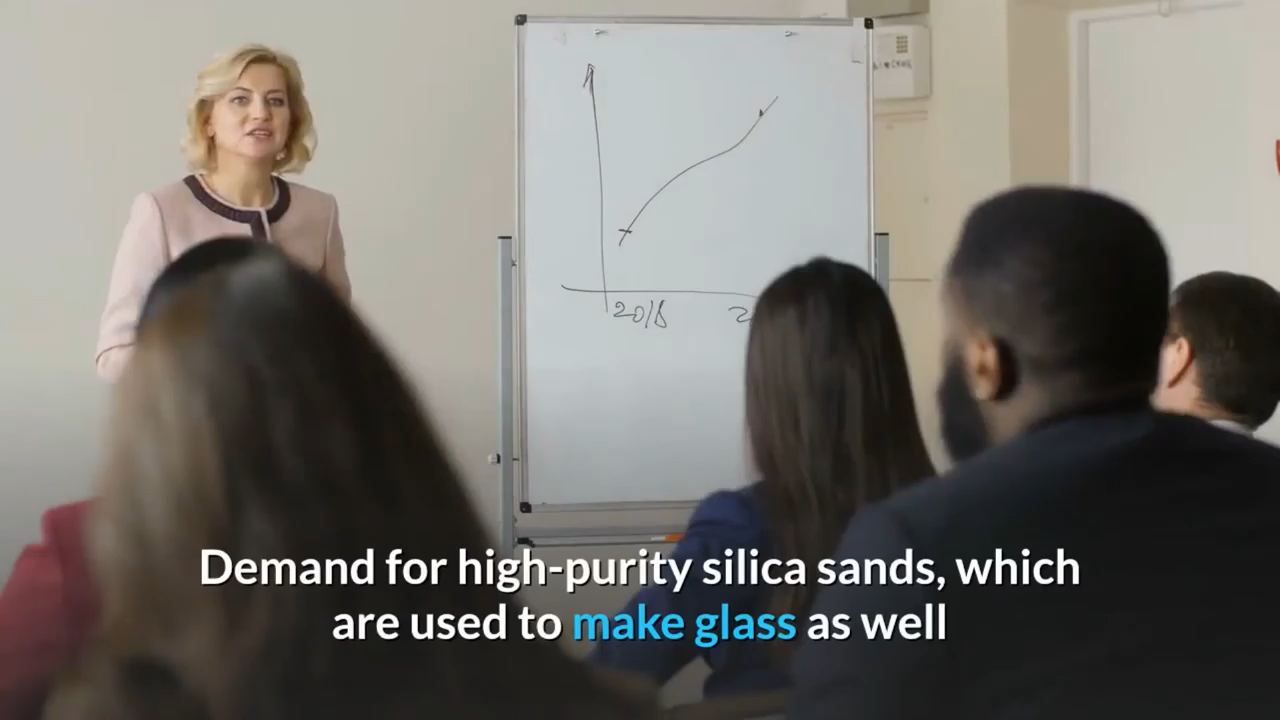 2018
Demand for high-purity silica sands, which
are used to make glass as well